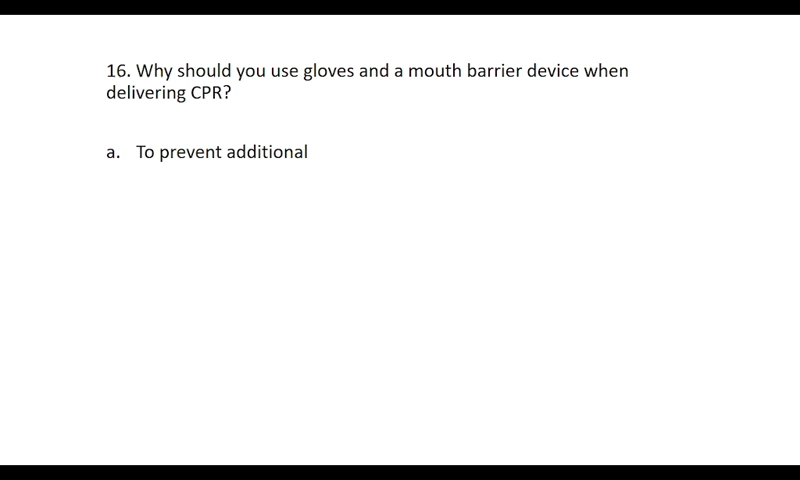 16. Why should you use gloves and a mouth barrier device when
delivering CPR?
a. To prevent additional